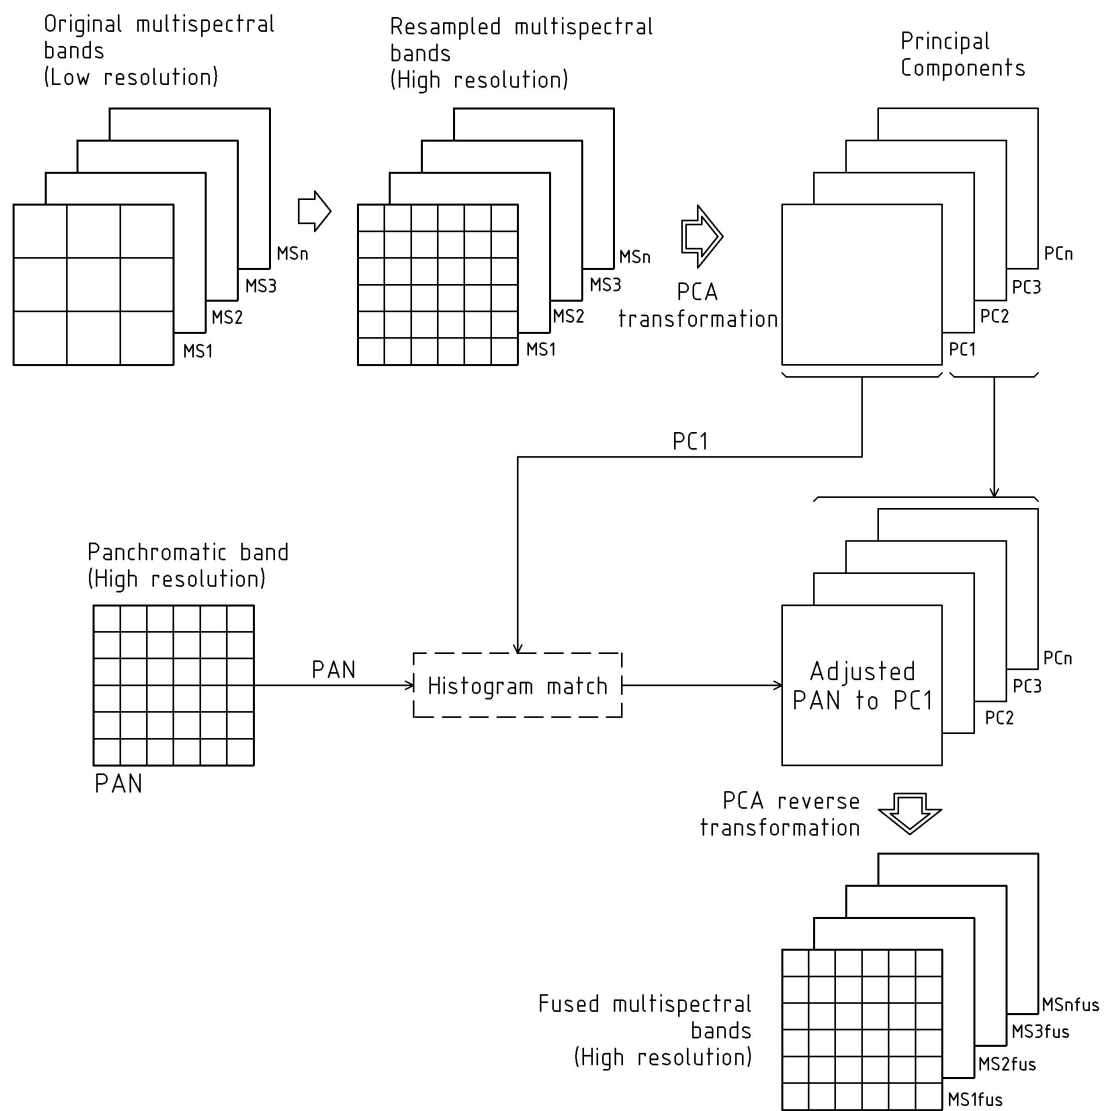 Original multispectral
bands
(Low resolution)
MSn
MS3
MS2
MS1
Resampled multispectral
bands
(High resolution)
MSn
MS3
MS2
MS1
PCA
transformation
Principal
Components
PCn
PC3
PC2
PC1
PC1
Panchromatic band
(High resolution)
PAN
PAN
Histogram match
Adjusted
PAN to PC1
PCn
PC3
PC2
PCA reverse
transformation
Fused multispectral
bands
(High resolution)
MSnfus
MS3fus
MS2fus
MS1fus